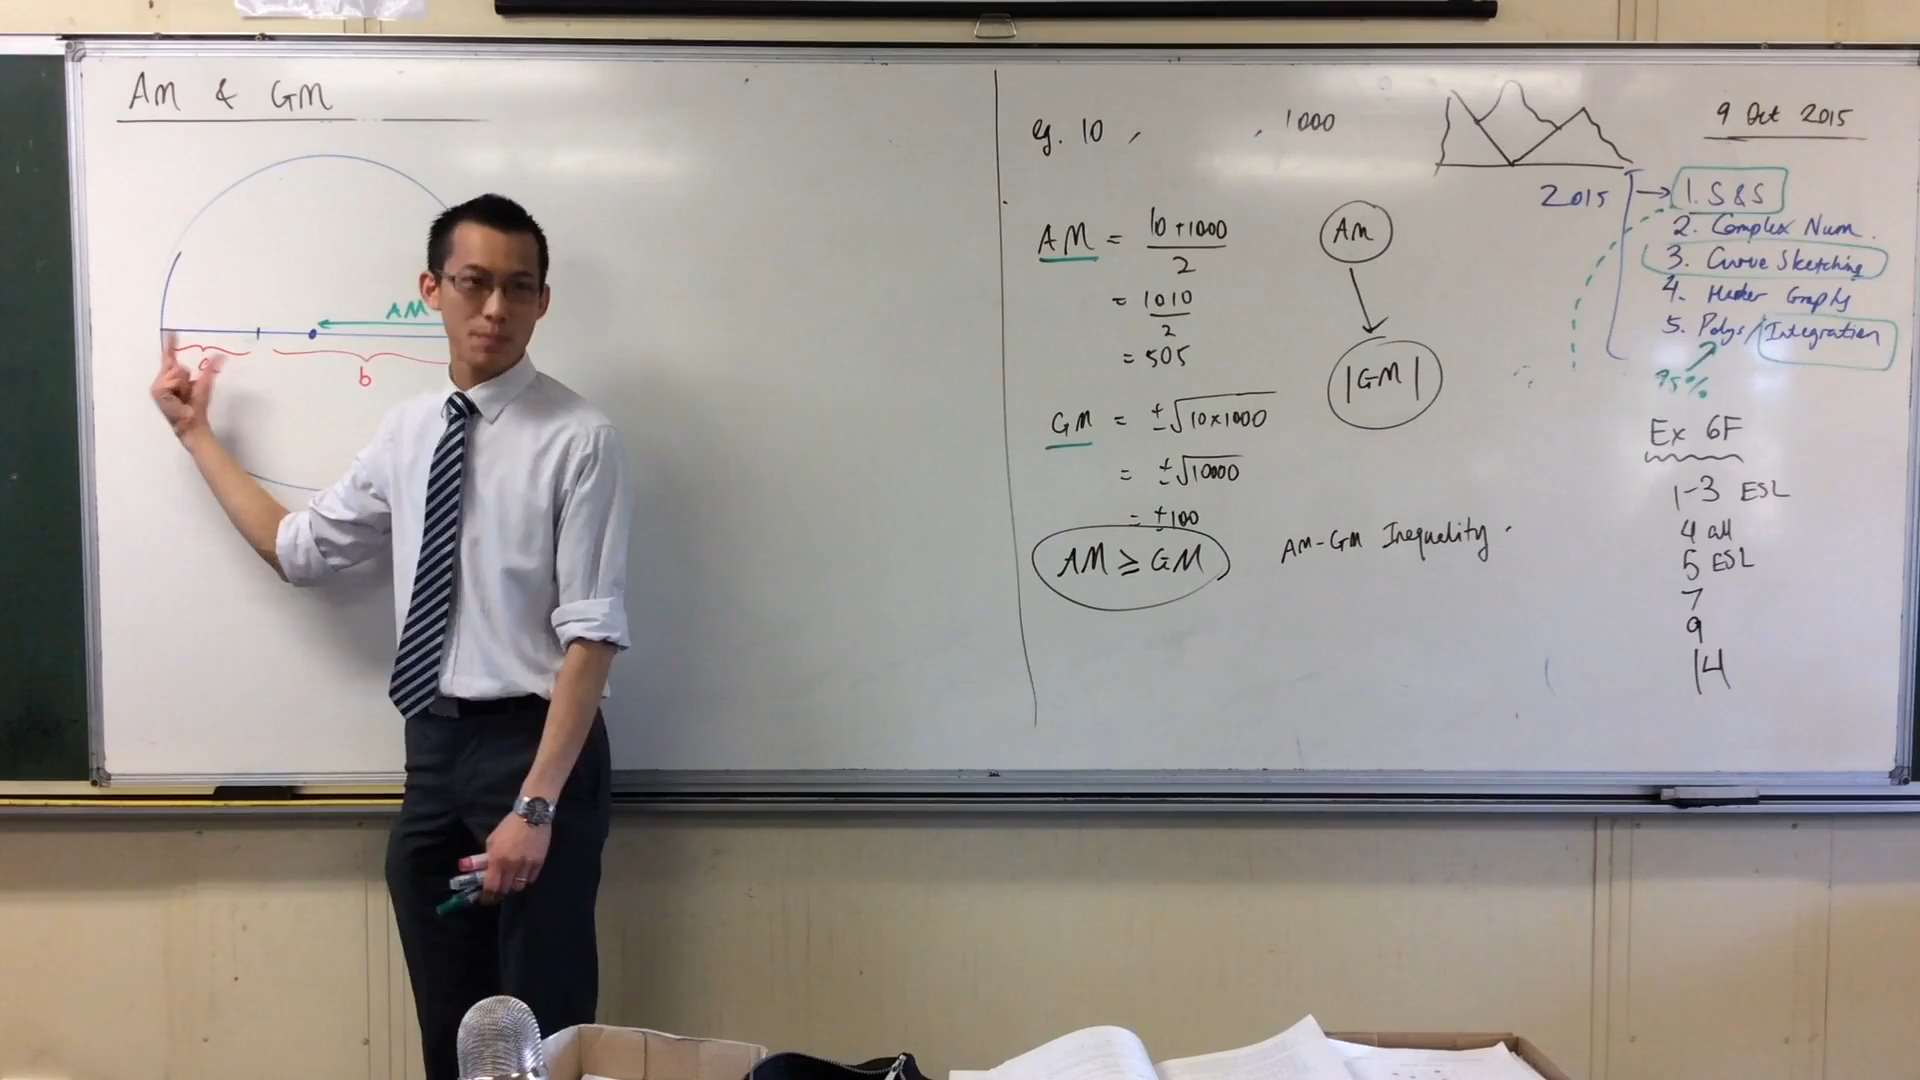 AM & GM
AM
a
b
eg. 10 , , 1000
AM = 10 + 1000
2
= 1010
2
= 505
GM = ±√10×1000
= ±√10000
= ±100
AM ≥ GM
AM-GM Inequality.
AM
|GM|
9 Oct 2015
2015
1. S & S
2. Complex Num.
3. Curve Sketching
4. Harder Graphs
5. Polys/Integration
95%
Ex 6F
1-3 ESL
4 all
5 ESL
7
9
14